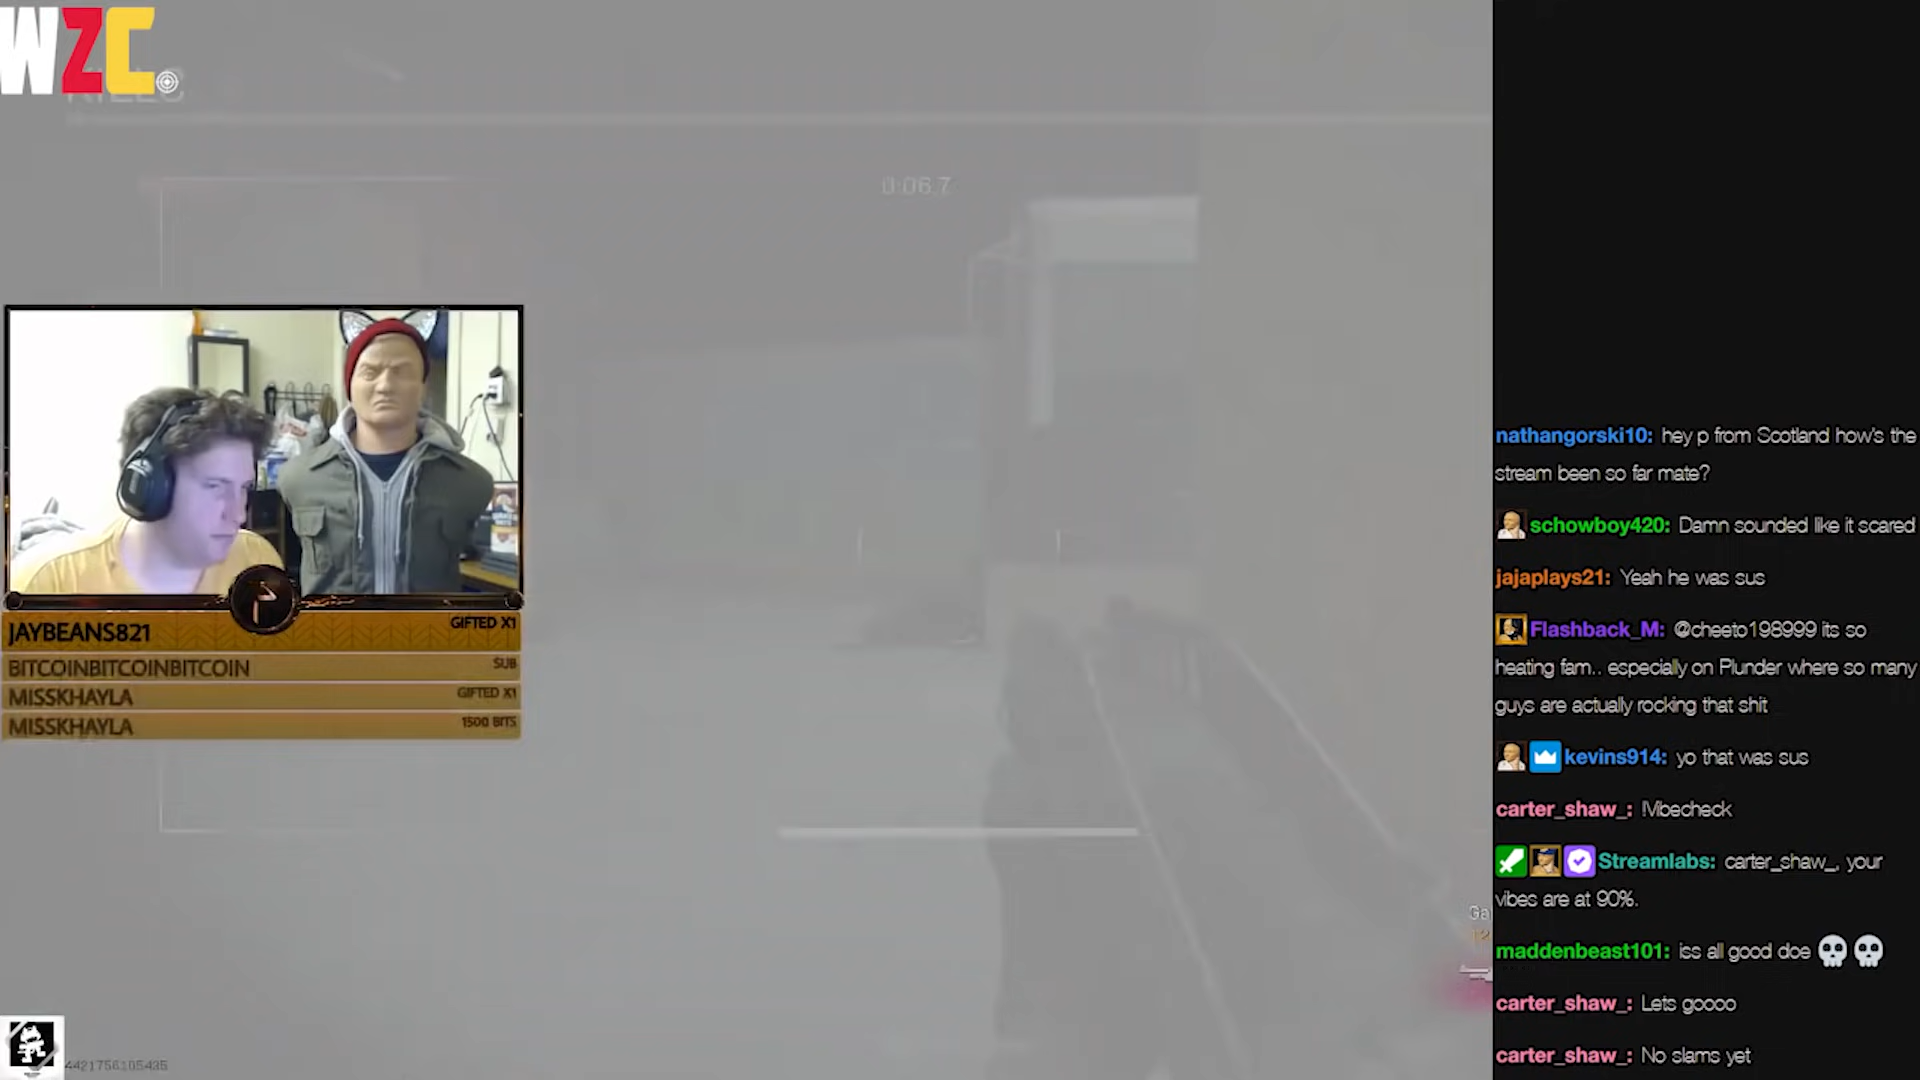 WZC
KILLS
0:06.7
JAYBEANS821 GIFTED X1
BITCOINBITCOINBITCOIN SUB
MISSKHAYLA GIFTED X1
MISSKHAYLA 1500 BITS
4421756105435
nathangorski10: hey p from Scotland how's the
stream been so far mate?
schowboy420: Damn sounded like it scared
jajaplays21: Yeah he was sus
Flashback_M: @cheeto198999 its so
heating fam.. especially on Plunder where so many
guys are actually rocking that shit
kevins914: yo that was sus
carter_shaw_: !vibecheck
Streamlabs: carter_shaw_, your
vibes are at 90%.
maddenbeast101: iss all good doe 💀 💀
carter_shaw_: Lets goooo
carter_shaw_: No slams yet